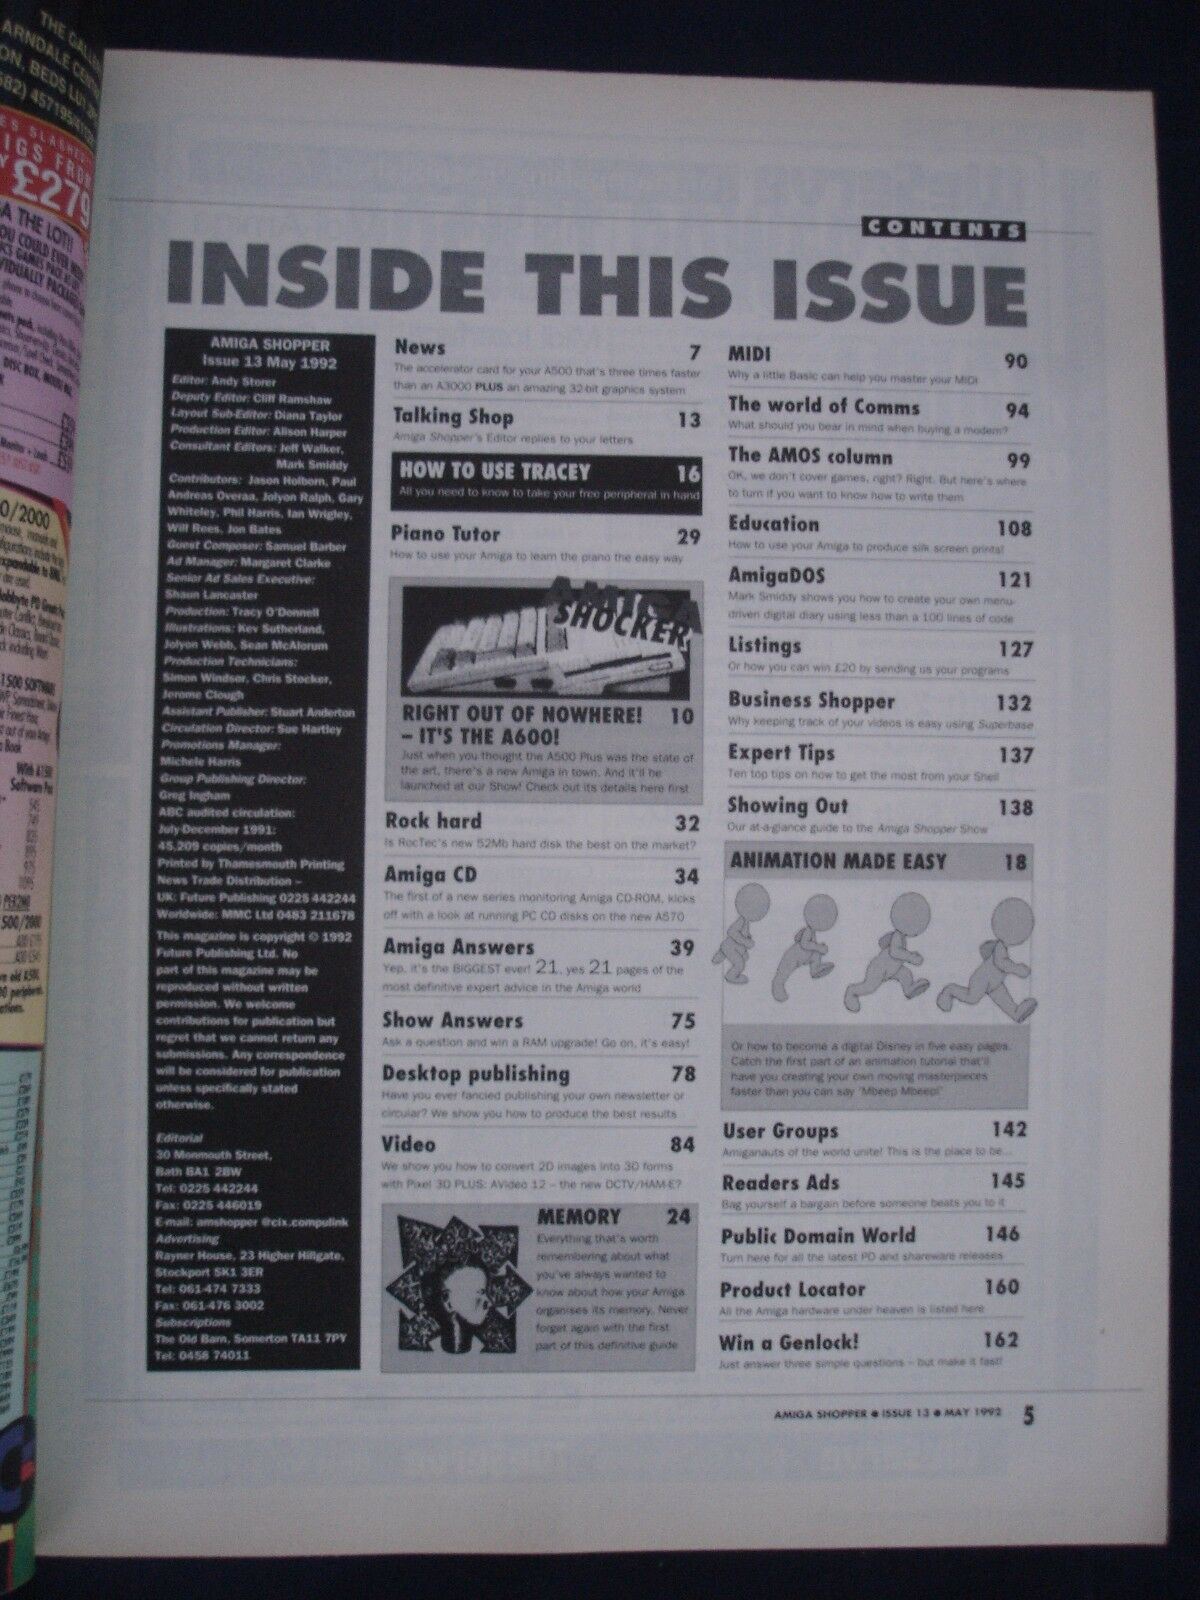 THE GALL
ARNDALE CENT
ON, BEDS LU1
£279
CONTENTS
INSIDE THIS ISSUE
AMIGA SHOPPER
Issue 13 May 1992
Editor: Andy Storer
Deputy Editor: Cliff Ramshaw
Layout Sub-Editor: Diana Taylor
Production Editor: Alison Harper
Consultant Editors: Jeff Walker,
Mark Smiddy
Contributors: Jason Holborn, Paul
Andreas Overaa, Jolyon Ralph, Gary
Whiteley, Phil Harris, Ian Wrigley,
Will Rees, Jon Bates
Guest Composer: Samuel Barber
Ad Manager: Margaret Clarke
Senior Ad Sales Executive:
Shaun Lancaster
Production: Tracy O'Donnell
Illustrations: Kev Sutherland,
Jolyon Webb, Sean McAlorum
Production Technicians:
Simon Windsor, Chris Stocker,
Jerome Clough
Assistant Publisher: Stuart Anderton
Circulation Director: Sue Hartley
Promotions Manager:
Michele Harris
Group Publishing Director:
Greg Ingham
ABC audited circulation:
July-December 1991:
45,209 copies/month
Printed by Thamesmouth Printing
News Trade Distribution –
UK: Future Publishing 0225 442244
Worldwide: MMC Ltd 0483 211678
This magazine is copyright © 1992
Future Publishing Ltd. No
part of this magazine may be
reproduced without written
permission. We welcome
contributions for publication but
regret that we cannot return any
submissions. Any correspondence
will be considered for publication
unless specifically stated
otherwise.
Editorial
30 Monmouth Street,
Bath BA1 2BW
Tel: 0225 442244
Fax: 0225 446019
E-mail: amshopper @cix.compulink
Advertising
Rayner House, 23 Higher Hillgate,
Stockport SK1 3ER
Tel: 061-474 7333
Fax: 061-476 3002
Subscriptions
The Old Barn, Somerton TA11 7PY
Tel: 0458 74011
News 7
The accelerator card for your A500 that's three times faster
than an A3000 PLUS an amazing 32-bit graphics system
Talking Shop 13
Amiga Shopper's Editor replies to your letters
HOW TO USE TRACEY 16
All you need to know to take your free peripheral in hand
Piano Tutor 29
How to use your Amiga to learn the piano the easy way
AMIGA
SHOCKER
RIGHT OUT OF NOWHERE! 10
– IT'S THE A600!
Just when you thought the A500 Plus was the state of
the art, there's a new Amiga in town. And it'll be
launched at our Show! Check out its details here first
Rock hard 32
Is RocTec's new 52Mb hard disk the best on the market?
Amiga CD 34
The first of a new series monitoring Amiga CD-ROM, kicks
off with a look at running PC CD disks on the new A570
Amiga Answers 39
Yep, it's the BIGGEST ever! 21, yes 21 pages of the
most definitive expert advice in the Amiga world
Show Answers 75
Ask a question and win a RAM upgrade! Go on, it's easy!
Desktop publishing 78
Have you ever fancied publishing your own newsletter or
circular? We show you how to produce the best results
Video 84
We show you how to convert 2D images into 3D forms
with Pixel 3D PLUS: AVideo 12 – the new DCTV/HAM-E?
MEMORY 24
Everything that's worth
remembering about what
you've always wanted to
know about how your Amiga
organises its memory. Never
forget again with the first
part of this definitive guide
MIDI 90
Why a little Basic can help you master your MIDI
The world of Comms 94
What should you bear in mind when buying a modem?
The AMOS column 99
OK, we don't cover games, right? Right. But here's where
to turn if you want to know how to write them
Education 108
How to use your Amiga to produce silk screen prints!
AmigaDOS 121
Mark Smiddy shows you how to create your own menu-
driven digital diary using less than a 100 lines of code
Listings 127
Or how you can win £20 by sending us your programs
Business Shopper 132
Why keeping track of your videos is easy using Superbase
Expert Tips 137
Ten top tips on how to get the most from your Shell
Showing Out 138
Our at-a-glance guide to the Amiga Shopper Show
ANIMATION MADE EASY 18
Or how to become a digital Disney in five easy pages.
Catch the first part of an animation tutorial that'll
have you creating your own moving masterpieces
faster than you can say "Mbeep Mbeep!"
User Groups 142
Amiganauts of the world unite! This is the place to be...
Readers Ads 145
Bag yourself a bargain before someone beats you to it
Public Domain World 146
Turn here for all the latest PD and shareware releases
Product Locator 160
All the Amiga hardware under heaven is listed here
Win a Genlock! 162
Just answer three simple questions – but make it fast!
AMIGA SHOPPER ● ISSUE 13 ● MAY 1992 5